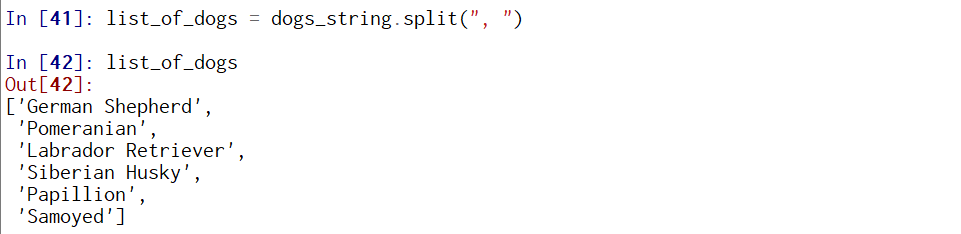 In [41]: list_of_dogs = dogs_string.split(", ")
In [42]: list_of_dogs
Out[42]:
['German Shepherd',
'Pomeranian',
'Labrador Retriever',
'Siberian Husky',
'Papillion',
'Samoyed']